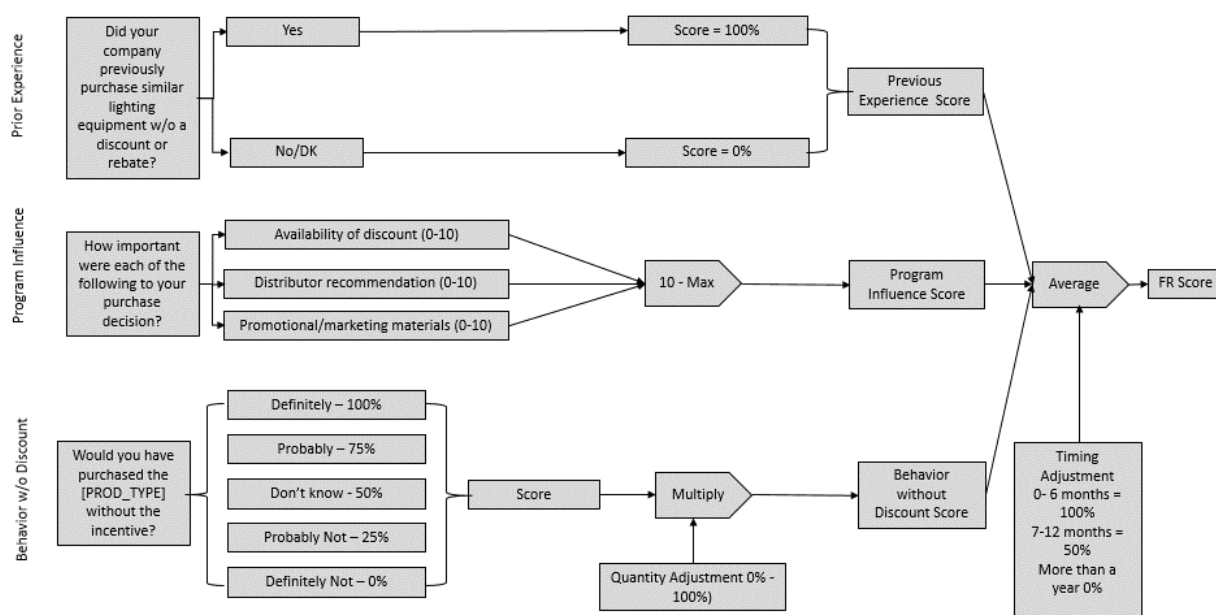 Prior Experience
Did your
company
previously
purchase similar
lighting
equipment w/o a
discount or
rebate?
Yes
Score = 100%
No/DK
Score = 0%
Previous
Experience Score
Program Influence
How important
were each of the
following to your
purchase
decision?
Availability of discount (0-10)
Distributor recommendation (0-10)
Promotional/marketing materials (0-10)
10 - Max
Program
Influence Score
Average
FR Score
Behavior w/o Discount
Would you have
purchased the
[PROD_TYPE]
without the
incentive?
Definitely – 100%
Probably – 75%
Don't know - 50%
Probably Not – 25%
Definitely Not – 0%
Score
Multiply
Quantity Adjustment 0% -
100%)
Behavior
without
Discount Score
Timing
Adjustment
0- 6 months =
100%
7-12 months =
50%
More than a
year 0%